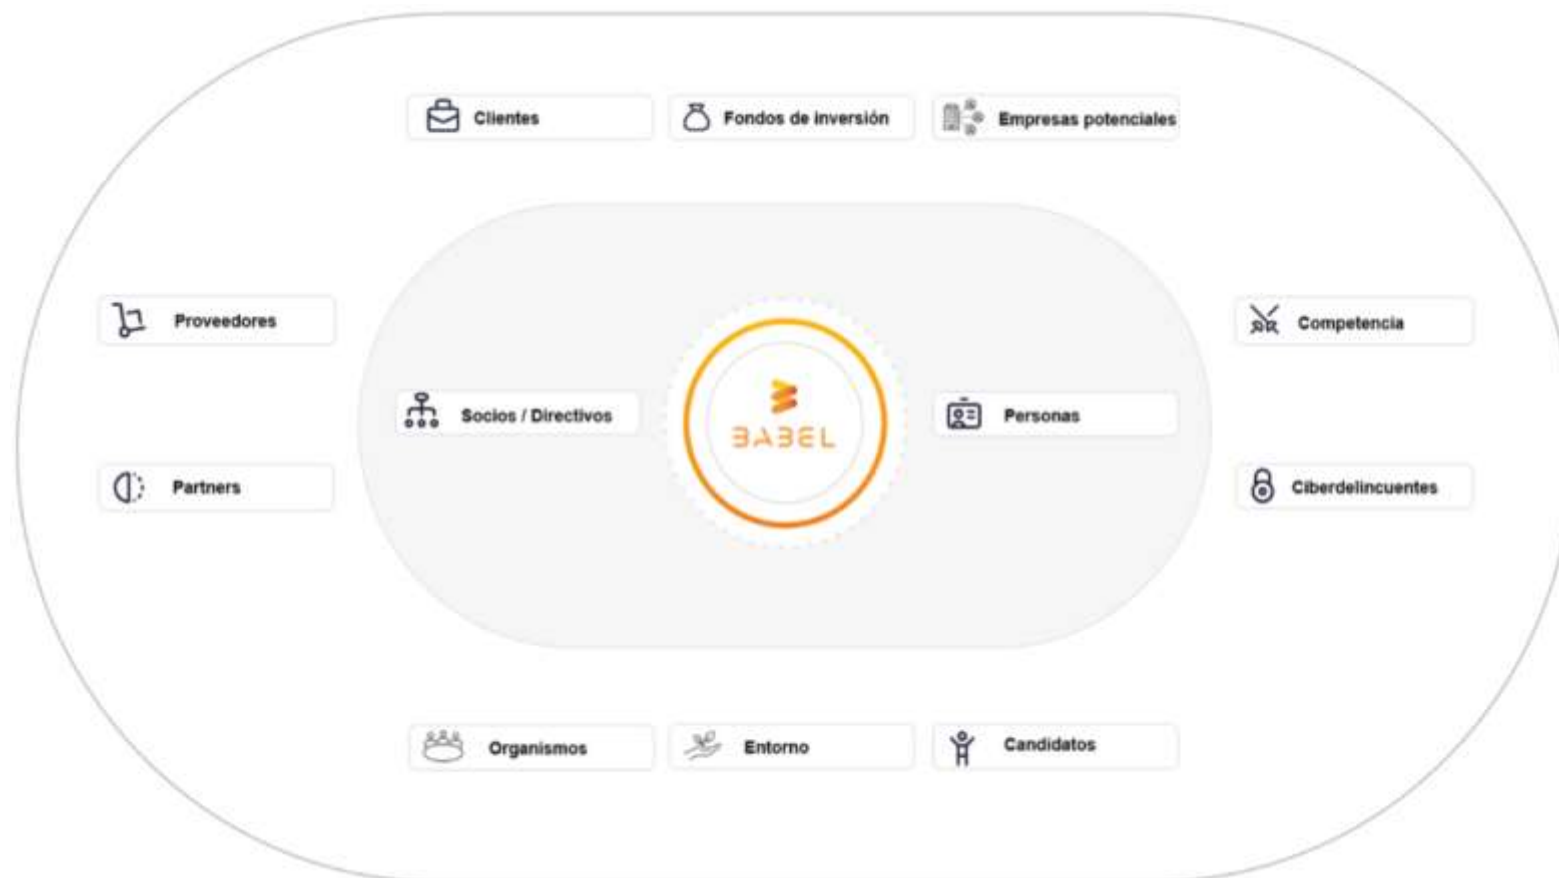 Clientes
Fondos de inversión
Empresas potenciales
Proveedores
Competencia
Socios / Directivos
BABEL
Personas
Partners
Ciberdelincuentes
Organismos
Entorno
Candidatos